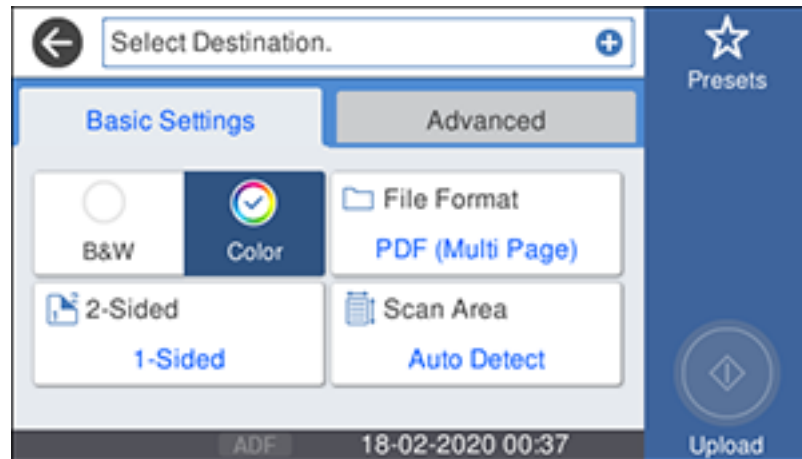 Select Destination.
Presets
Basic Settings
Advanced
B&W
Color
File Format
PDF (Multi Page)
2-Sided
1-Sided
Scan Area
Auto Detect
ADF
18-02-2020 00:37
Upload